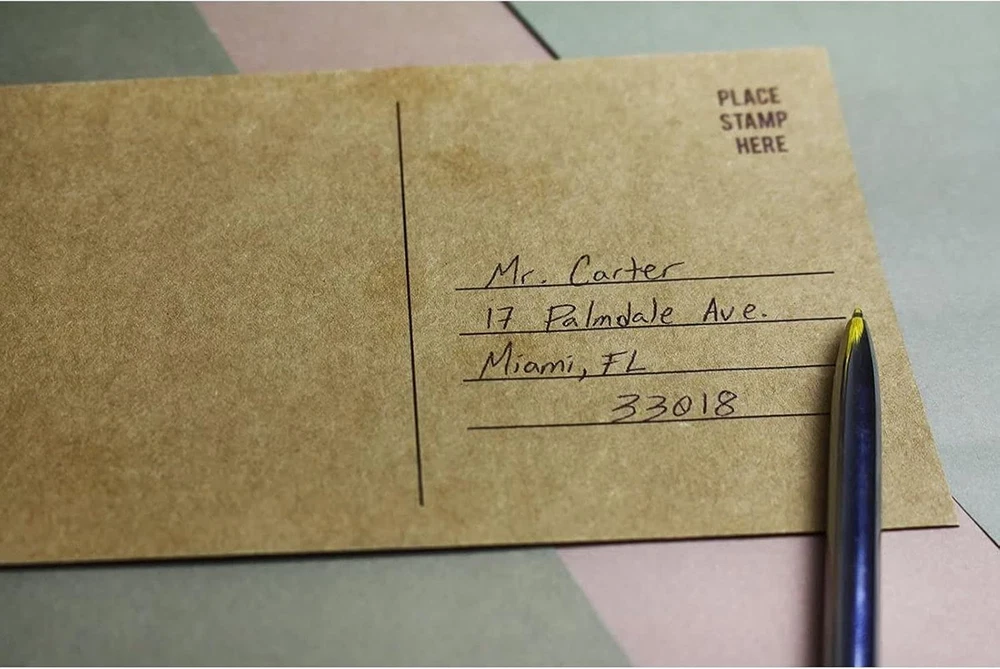 PLACE
STAMP
HERE
Mr. Carter
17 Palmdale Ave.
Miami, FL
33018